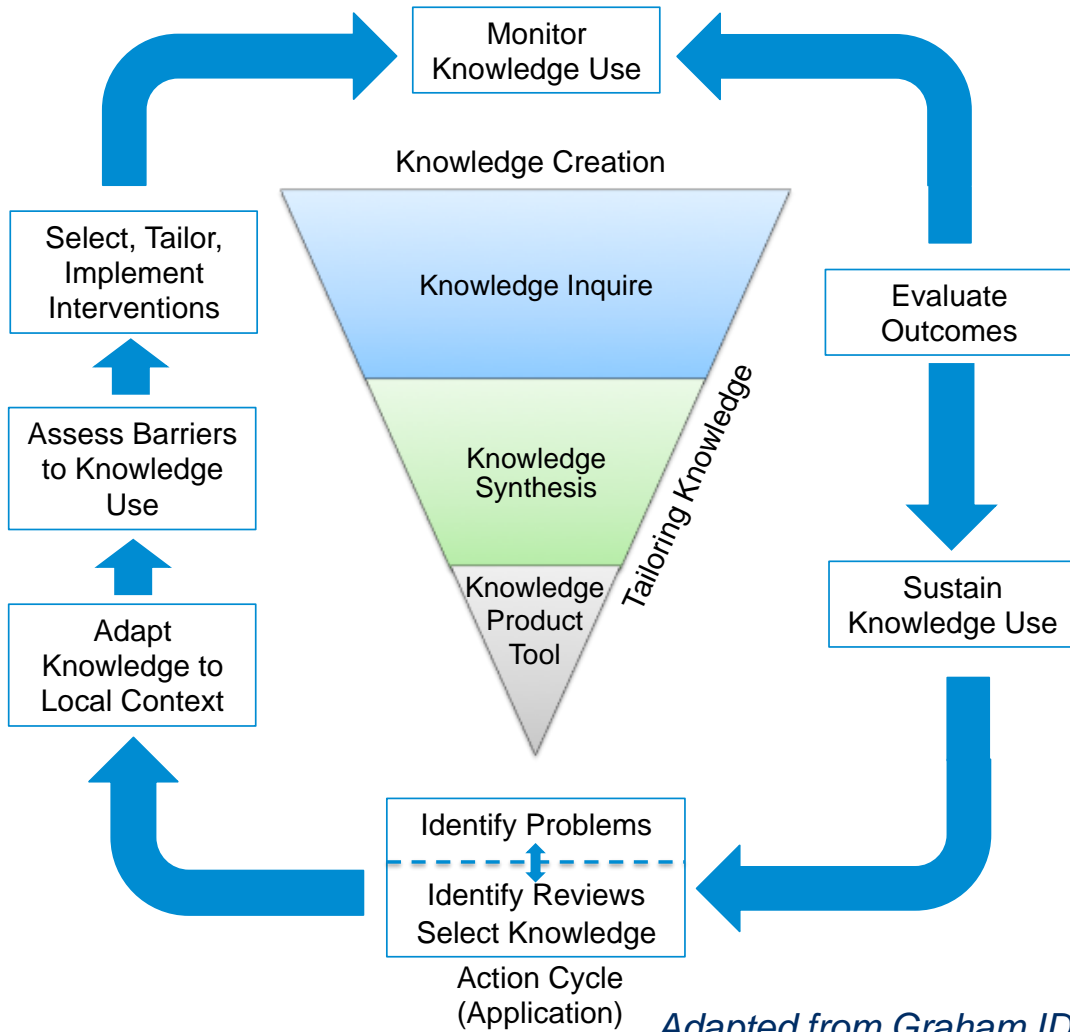 Monitor
Knowledge Use
Knowledge Creation
Select, Tailor,
Implement
Interventions
Knowledge Inquire
Evaluate
Outcomes
Tailoring Knowledge
Assess Barriers
to Knowledge
Use
Knowledge
Synthesis
Knowledge
Product
Tool
Sustain
Knowledge Use
Adapt
Knowledge to
Local Context
Identify Problems
Identify Reviews
Select Knowledge
Action Cycle
(Application)
Adapted from Graham ID